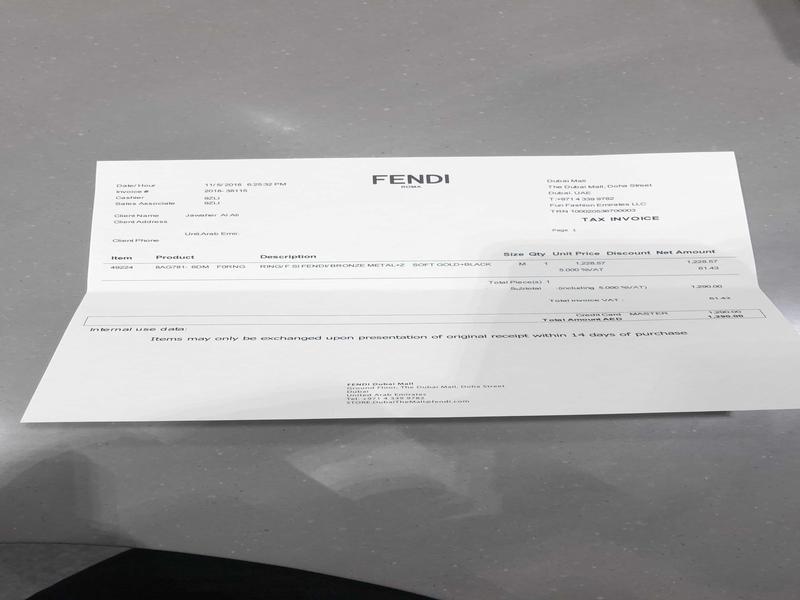 FENDI
ROMA
Date/ Hour 11/ 5/ 2018 6:25:32 PM
Invoice # 2018- 38115
Cashier 8ZLI
Sales Associate 8ZLI
Client Name Jawaher Al Ali
Client Address
United Arab Emir.
Client Phone
Dubai Mall
The Dubai Mall, Doha Street
Dubai, UAE
T:+971 4 339 9782
Fun Fashion Emirates LLC
TRN 100220536700003
TAX INVOICE
Page 1
Item Product Description Size Qty Unit Price Discount Net Amount
49224 8AG781- 6DM F0RNG RING/F SI FENDI/BRONZE METAL+Z SOFT GOLD+BLACK M 1 1,228.57 1,228.57
5.000 %VAT 61.43
Total Piece(s) 1
Subtotal (including 5.000 %VAT) 1,290.00
Total Invoice VAT : 61.43
Credit Card MASTER 1,290.00
Total Amount AED 1,290.00
Internal use data:
Items may only be exchanged upon presentation of original receipt within 14 days of purchase
FENDI Dubai Mall
Ground Floor, The Dubai Mall, Doha Street
Dubai
United Arab Emirates
Tel. +971 4 339 9782
STORE.DubaiTheMall@fendi.com